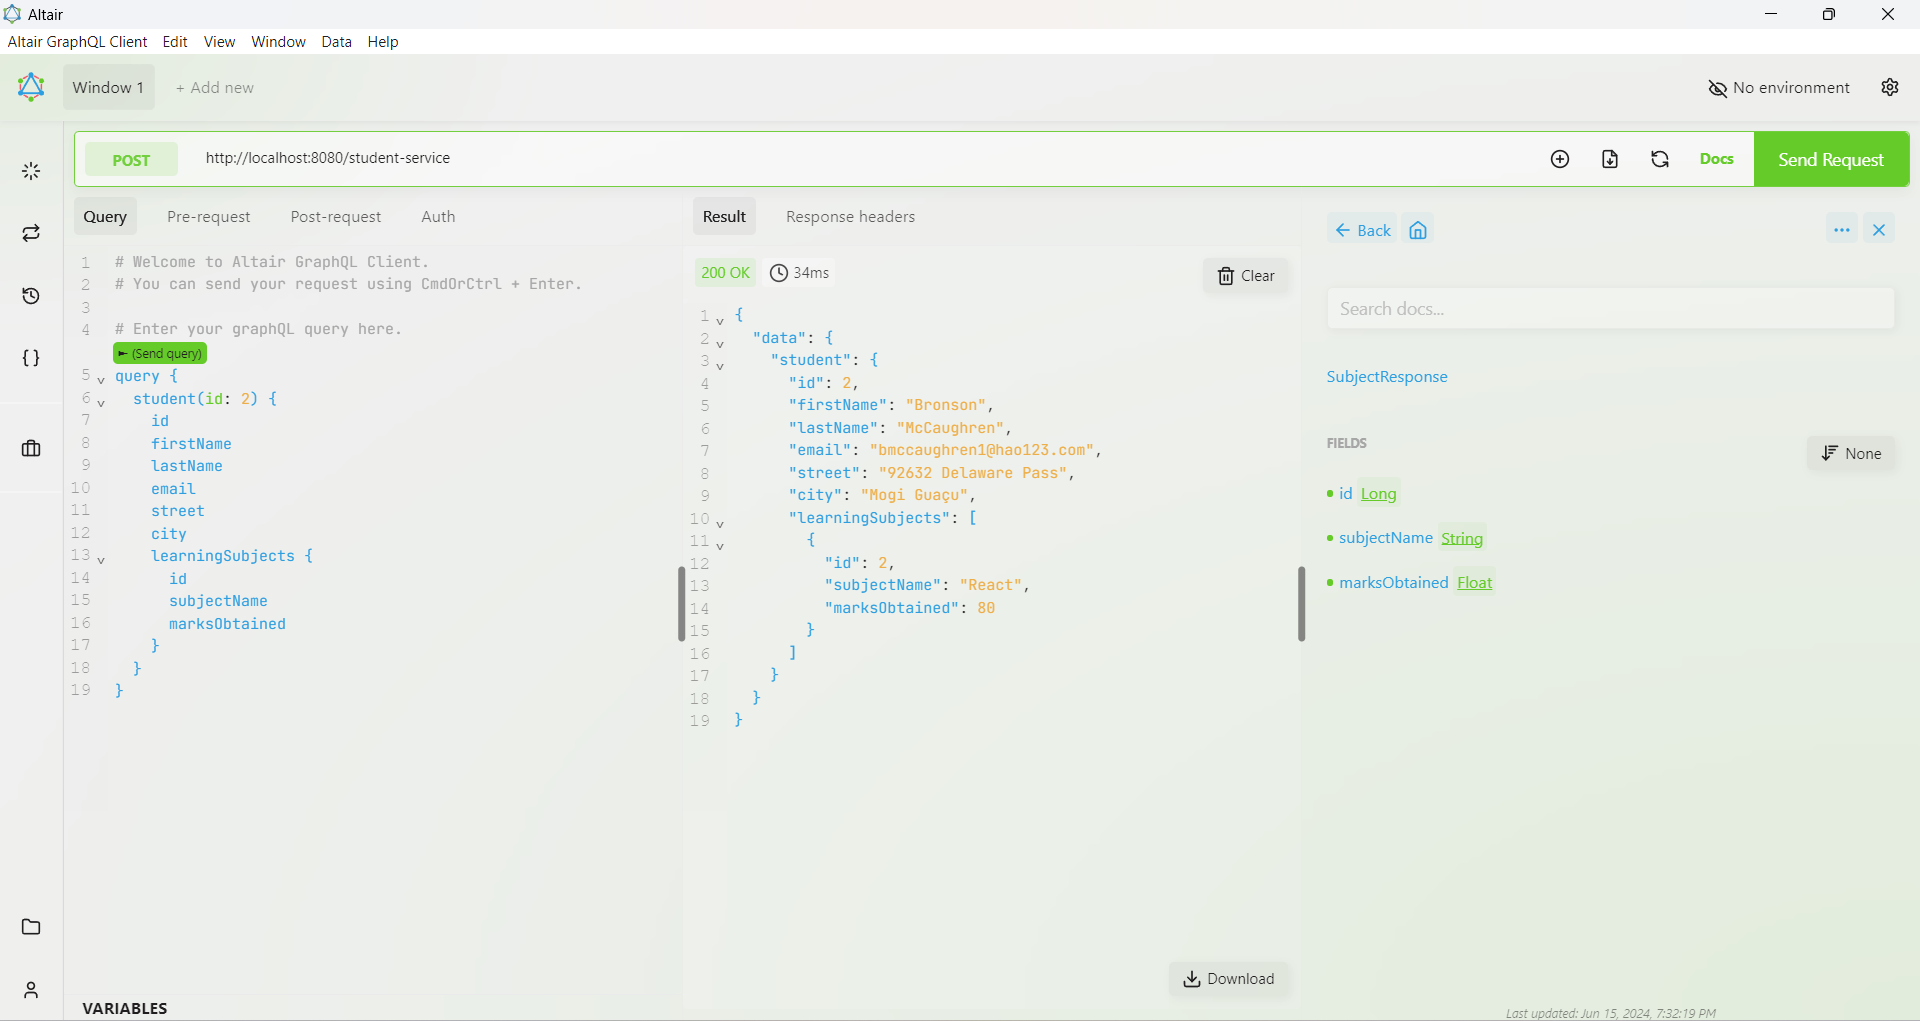 Altair
Altair GraphQL Client Edit View Window Data Help
Window 1 + Add new No environment
POST http://localhost:8080/student-service Docs Send Request
Query Pre-request Post-request Auth
1 # Welcome to Altair GraphQL Client.
2 # You can send your request using CmdOrCtrl + Enter.
3
4 # Enter your graphQL query here.
(Send query)
5 query {
6 student(id: 2) {
7 id
8 firstName
9 lastName
10 email
11 street
12 city
13 learningSubjects {
14 id
15 subjectName
16 marksObtained
17 }
18 }
19 }
VARIABLES
Result Response headers
200 OK 34ms Clear
1 {
2 "data": {
3 "student": {
4 "id": 2,
5 "firstName": "Bronson",
6 "lastName": "McCaughren",
7 "email": "bmccaughren1@hao123.com",
8 "street": "92632 Delaware Pass",
9 "city": "Mogi Guaçu",
10 "learningSubjects": [
11 {
12 "id": 2,
13 "subjectName": "React",
14 "marksObtained": 80
15 }
16 ]
17 }
18 }
19 }
Download
Back
Search docs...
SubjectResponse
FIELDS
None
id Long
subjectName String
marksObtained Float
Last updated: Jun 15, 2024, 7:32:19 PM